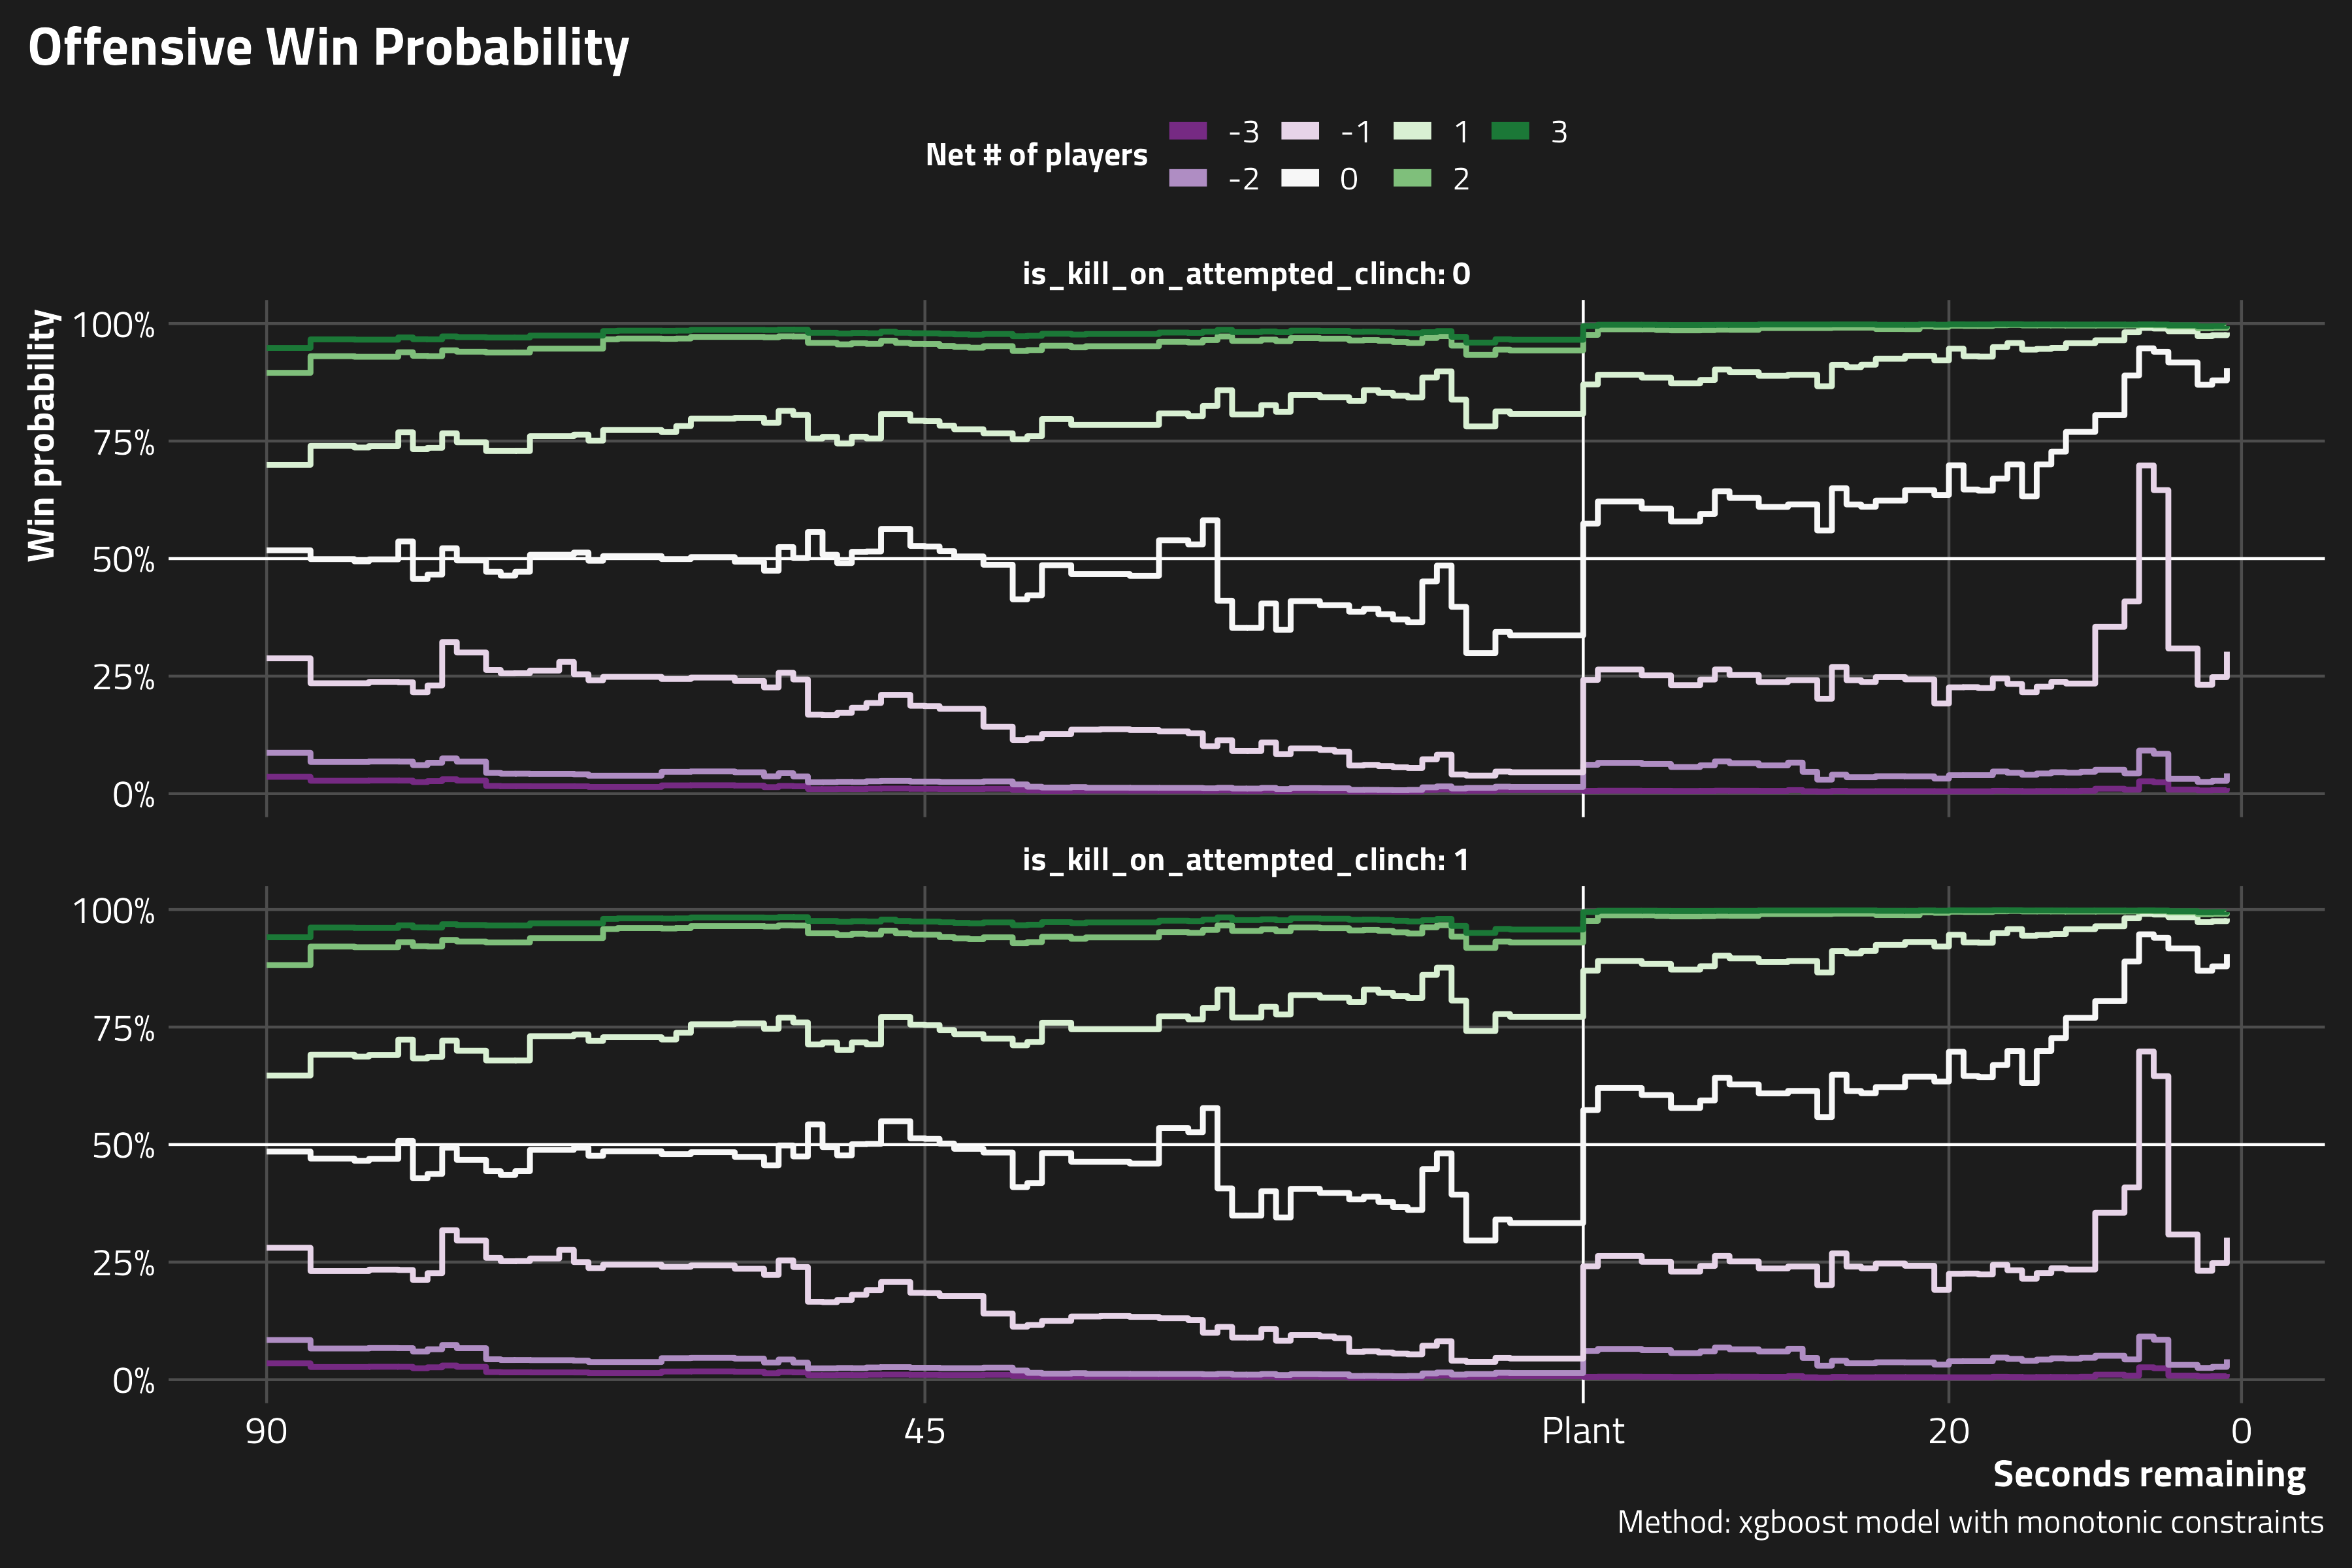 Offensive Win Probability
Net # of players
-3 -1 1 3
-2 0 2
is_kill_on_attempted_clinch: 0
Win probability
100%
75%
50%
25%
0%
is_kill_on_attempted_clinch: 1
100%
75%
50%
25%
0%
90 45 Plant 20 0
Seconds remaining
Method: xgboost model with monotonic constraints